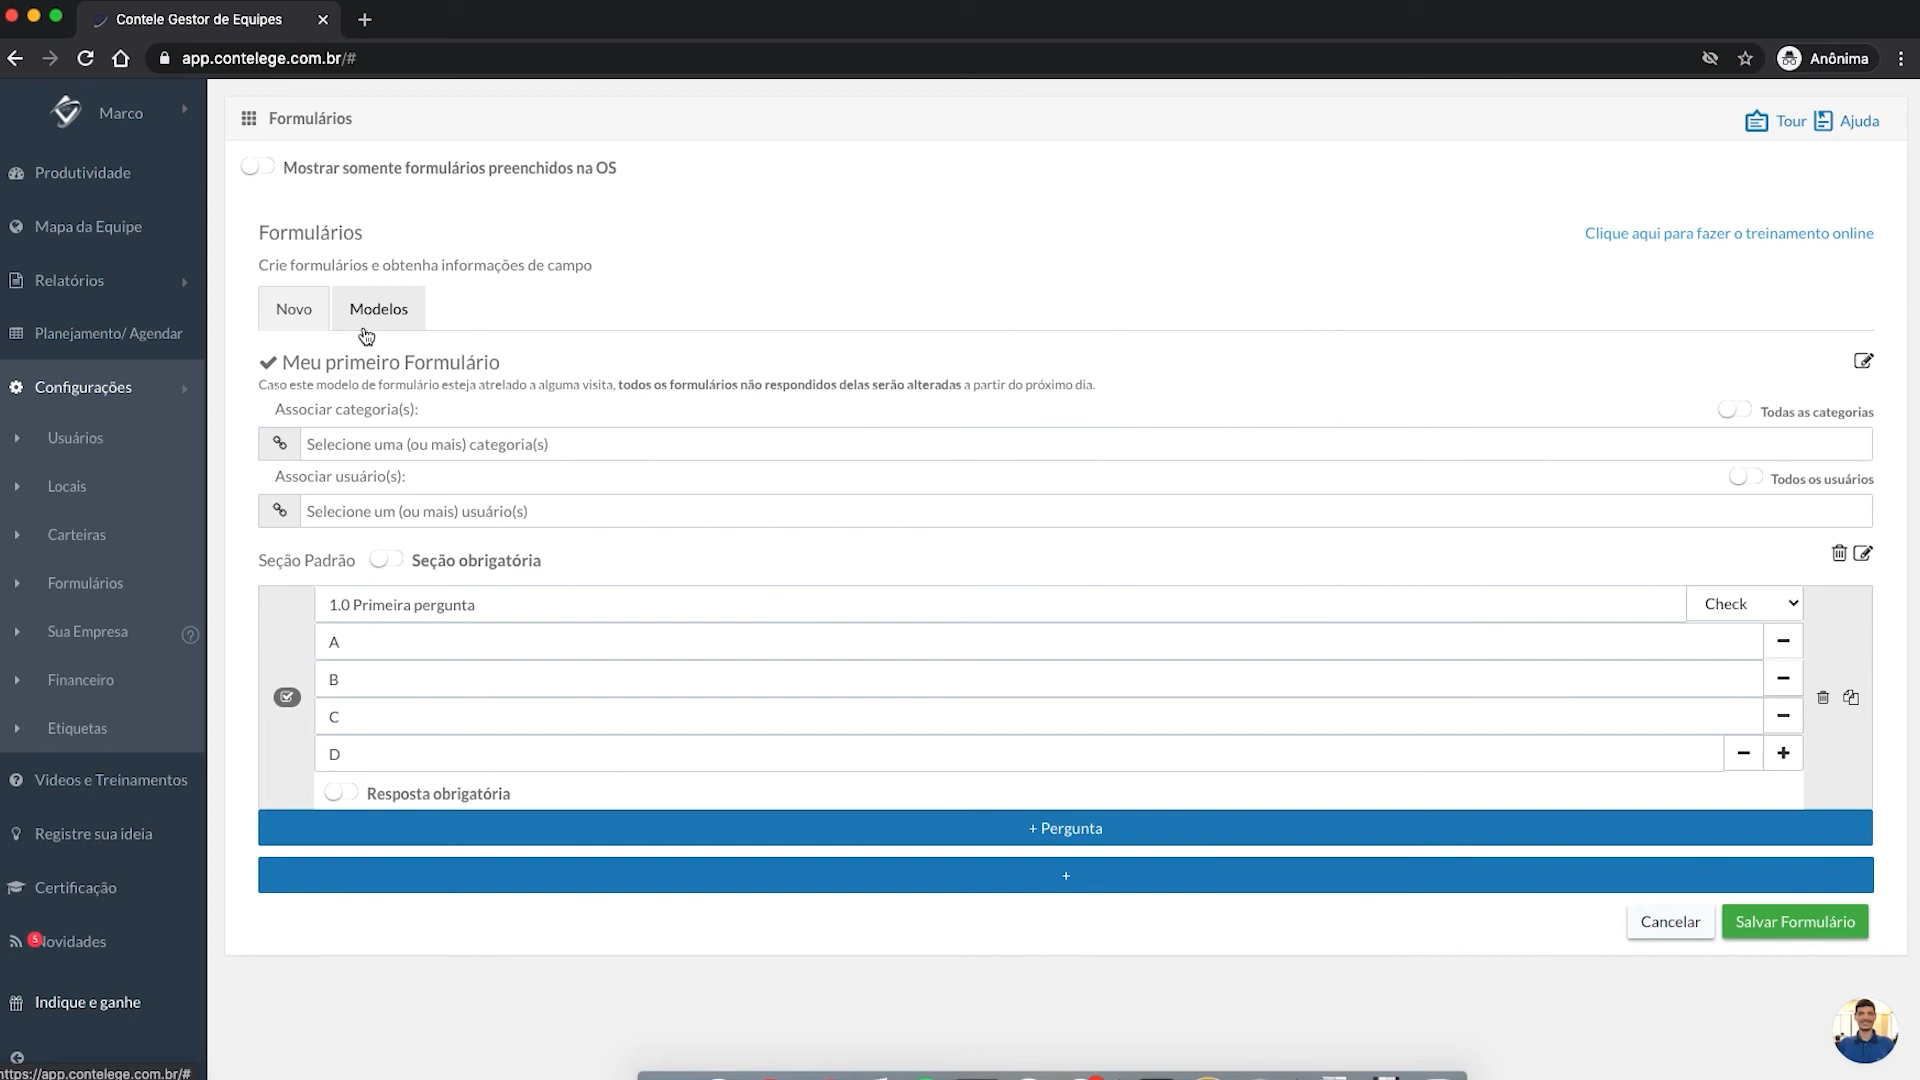 Contele Gestor de Equipes
app.contelege.com.br/#
Anônima
Marco
Produtividade
Mapa da Equipe
Relatórios
Planejamento/ Agendar
Configurações
Usuários
Locais
Carteiras
Formulários
Sua Empresa
Financeiro
Etiquetas
Videos e Treinamentos
Registre sua ideia
Certificação
5
Novidades
Indique e ganhe
https://app.contelege.com.br/#
Formulários
Tour
Ajuda
Mostrar somente formulários preenchidos na OS
Formulários
Clique aqui para fazer o treinamento online
Crie formulários e obtenha informações de campo
Novo
Modelos
Meu primeiro Formulário
Caso este modelo de formulário esteja atrelado a alguma visita, todos os formulários não respondidos delas serão alteradas a partir do próximo dia.
Associar categoria(s):
Todas as categorias
Selecione uma (ou mais) categoria(s)
Associar usuário(s):
Todos os usuários
Selecione um (ou mais) usuário(s)
Seção Padrão
Seção obrigatória
1.0 Primeira pergunta
Check
A
B
C
D
Resposta obrigatória
+ Pergunta
+
Cancelar
Salvar Formulário